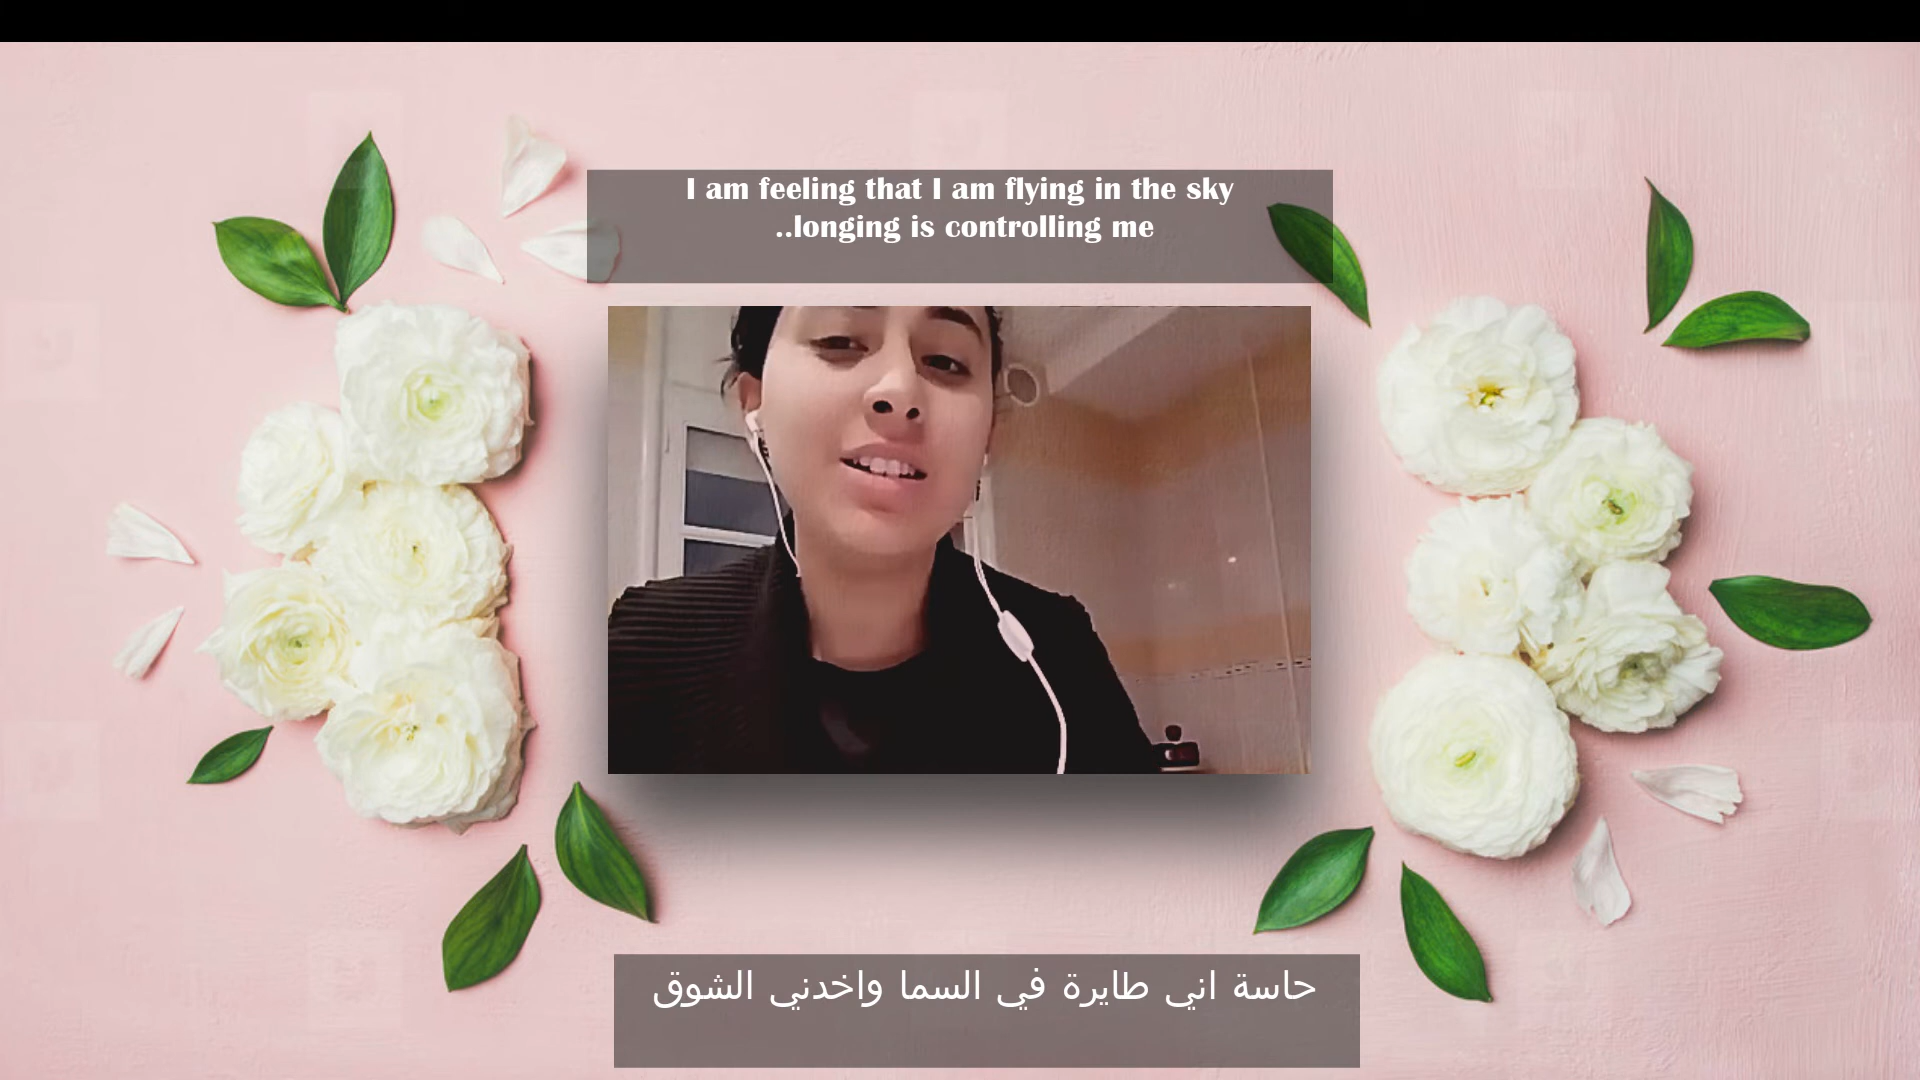 I am feeling that I am flying in the sky
..longing is controlling me
حاسة اني طايرة في السما واخدني الشوق